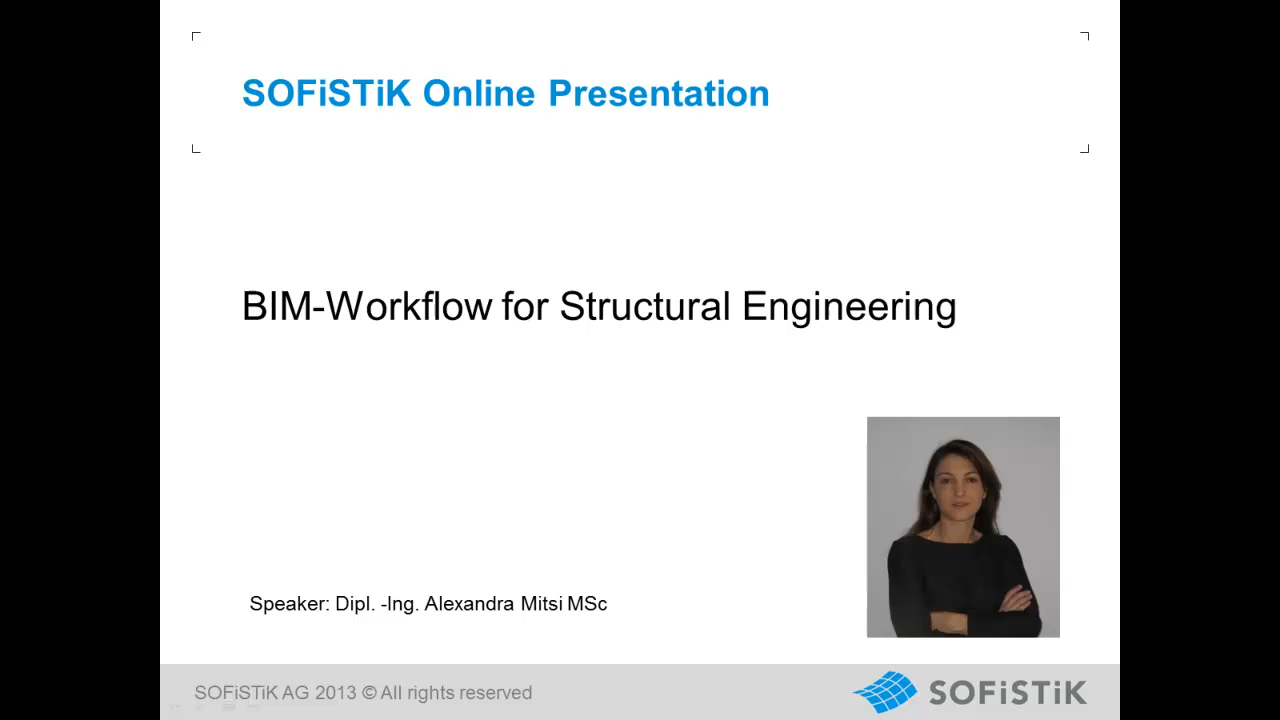 SOFiSTiK Online Presentation
BIM-Workflow for Structural Engineering
Speaker: Dipl. -Ing. Alexandra Mitsi MSc
SOFiSTiK AG 2013 © All rights reserved
SOFiSTiK